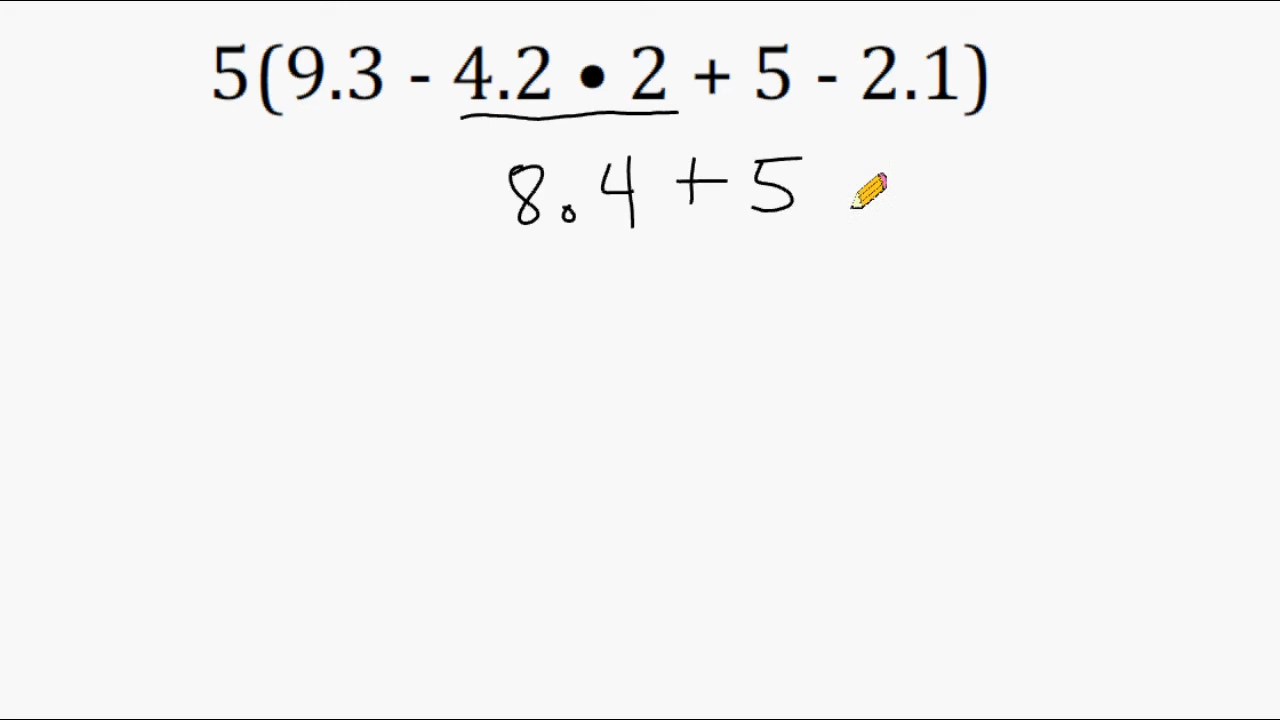 5(9.3 - 4.2 • 2 + 5 - 2.1)
8.4 + 5